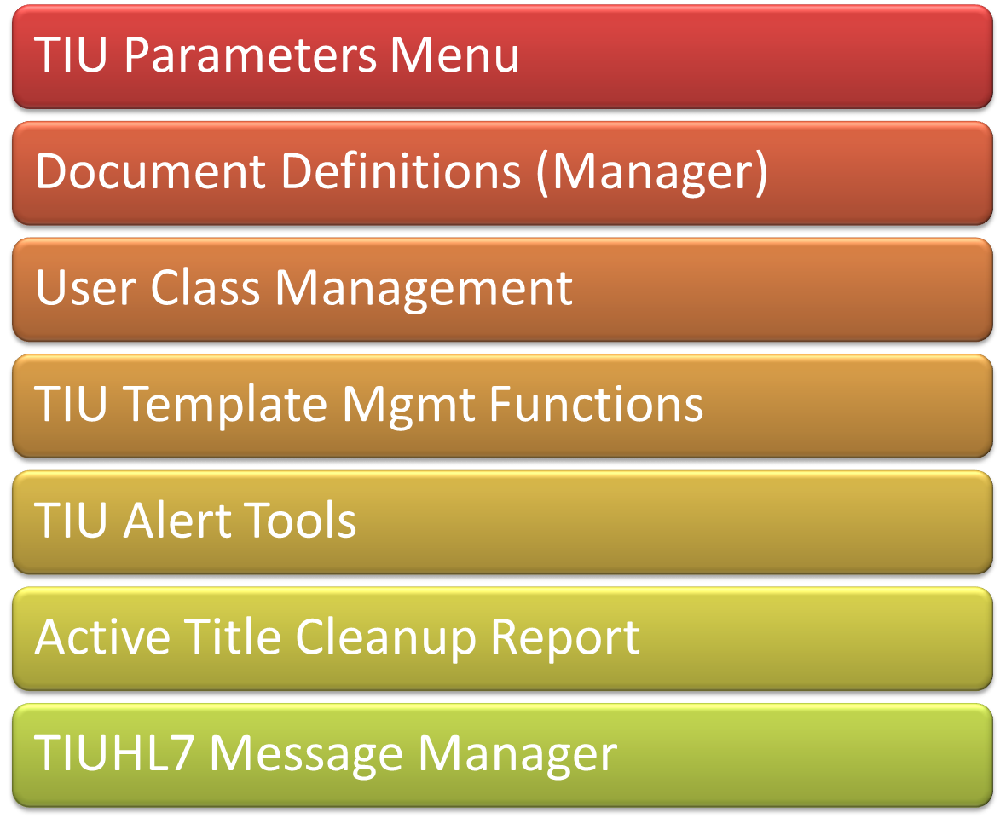 TIU Parameters Menu
Document Definitions (Manager)
User Class Management
TIU Template Mgmt Functions
TIU Alert Tools
Active Title Cleanup Report
TIUHL7 Message Manager